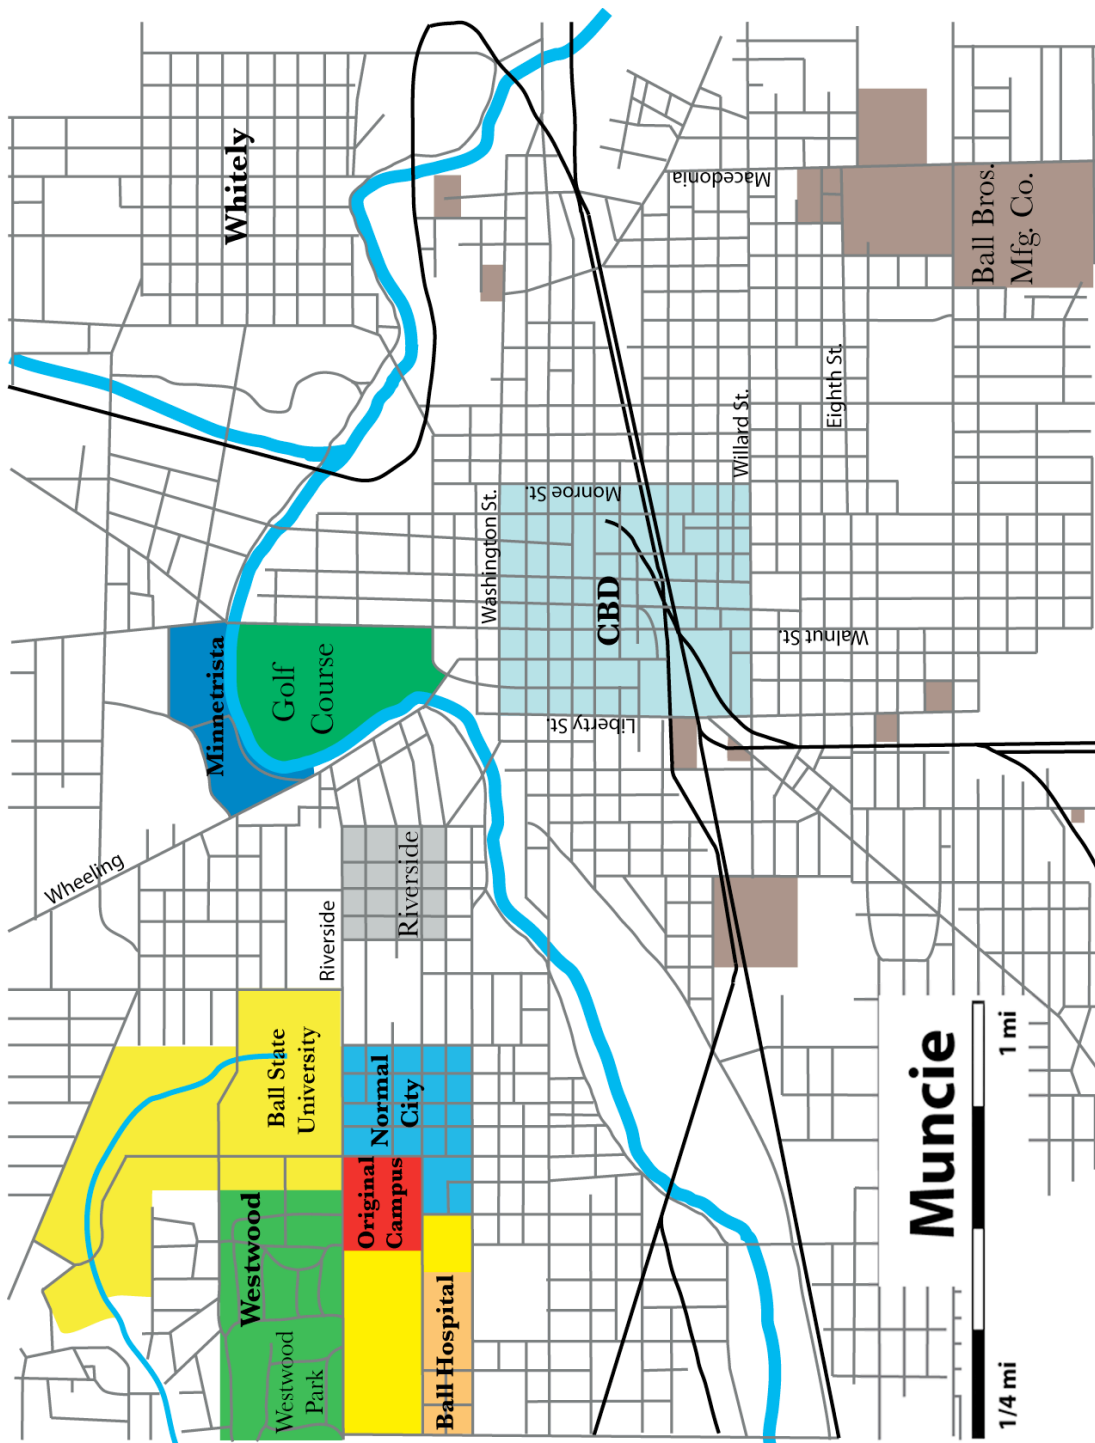 Whitely
Macedonia
Ball Bros.
Mfg. Co.
Eighth St.
Willard St.
Monroe St.
Washington St.
CBD
Walnut St.
Liberty St.
Minnetrista
Golf
Course
Wheeling
Riverside
Riverside
Ball State
University
Normal
City
Original
Campus
Westwood
Westwood
Park
Ball Hospital
Muncie
1/4 mi
1 mi